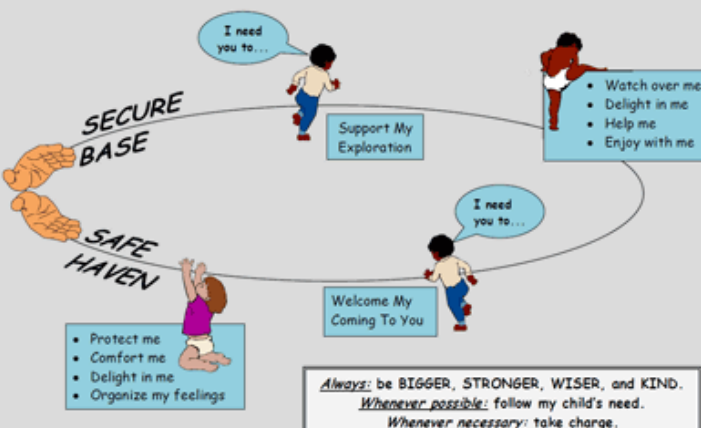 I need
you to...
SECURE
BASE
Support My
Exploration
• Watch over me
• Delight in me
• Help me
• Enjoy with me
I need
you to...
SAFE
HAVEN
Welcome My
Coming To You
• Protect me
• Comfort me
• Delight in me
• Organize my feelings
Always: be BIGGER, STRONGER, WISER, and KIND.
Whenever possible: follow my child's need.
Whenever necessary: take charge.